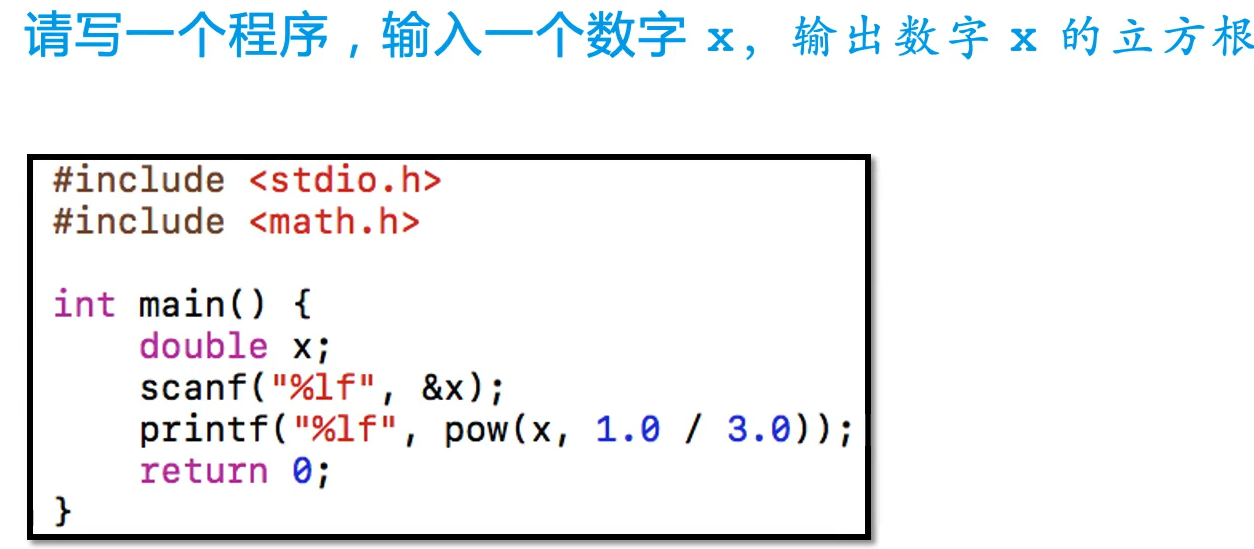 请写一个程序，输入一个数字 x，输出数字 x 的立方根
#include <stdio.h>
#include <math.h>
int main() {
    double x;
    scanf("%lf", &x);
    printf("%lf", pow(x, 1.0 / 3.0));
    return 0;
}